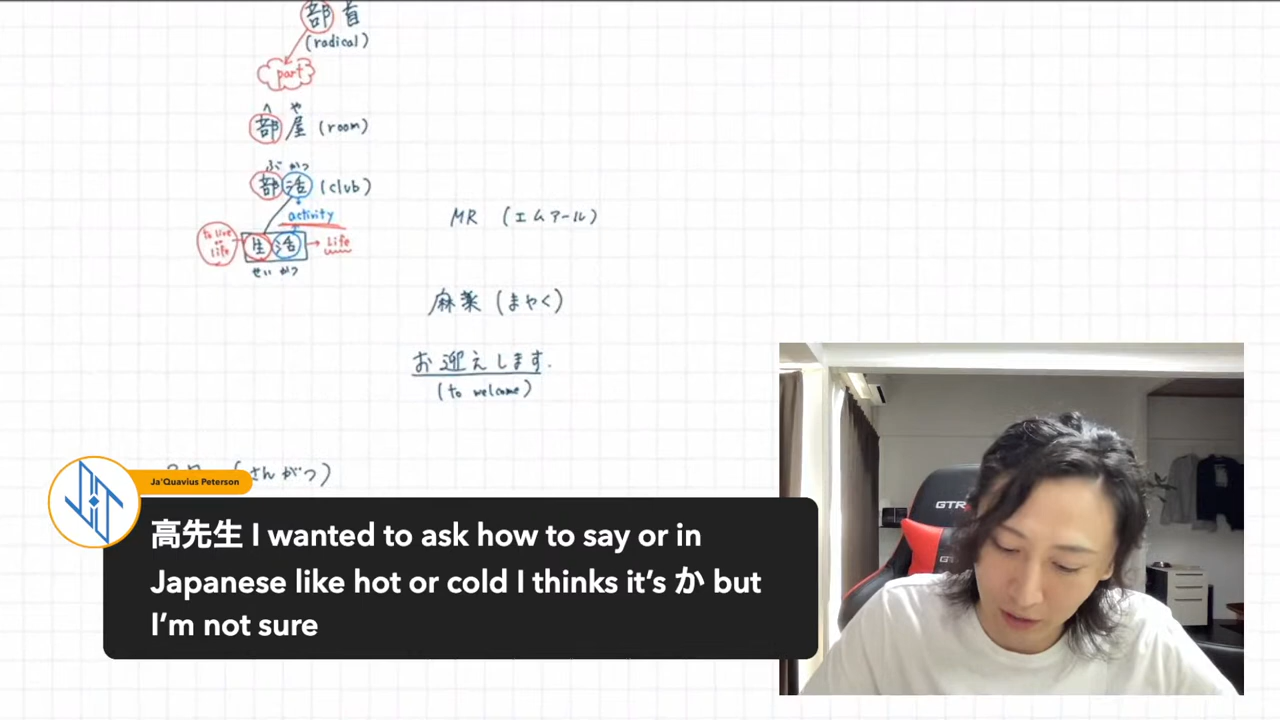 部首
(radical)
part
へ や
部屋 (room)
ぶ かつ
部活 (club)
activity
to live
or
life
生活 → Life
せい かつ
MR (エムアール)
麻薬 (まやく)
お迎えします.
(to welcome)
(さんがつ)
Ja'Quavius Peterson
高先生 I wanted to ask how to say or in
Japanese like hot or cold I thinks it's か but
I'm not sure
GTR